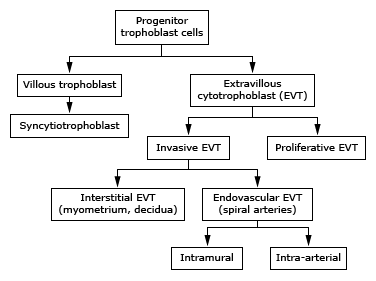 Progenitor
trophoblast cells
Villous trophoblast
Extravillous
cytotrophoblast (EVT)
Syncytiotrophoblast
Invasive EVT
Proliferative EVT
Interstitial EVT
(myometrium, decidua)
Endovascular EVT
(spiral arteries)
Intramural
Intra-arterial